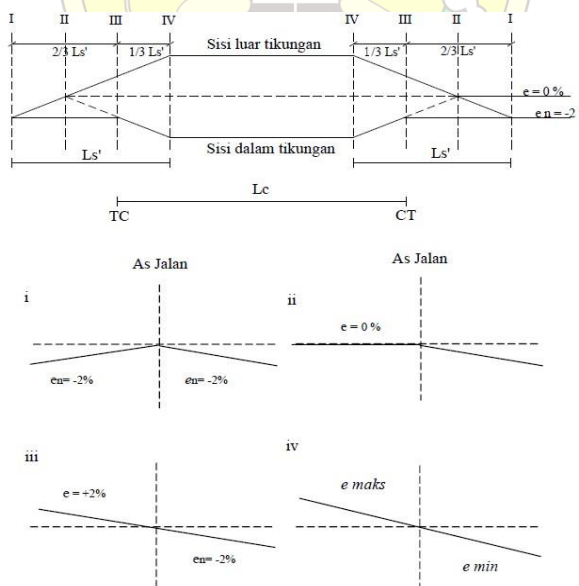 I II III IV IV III II I
2/3 Ls' 1/3 Ls' Sisi luar tikungan 1/3 Ls' 2/3 Ls'
e = 0 %
e n = -2
Sisi dalam tikungan
Ls' Ls'
Lc
TC CT
As Jalan As Jalan
i ii
e = 0 %
en= -2% en= -2%
iii iv
e = +2% e maks
en= -2% e min